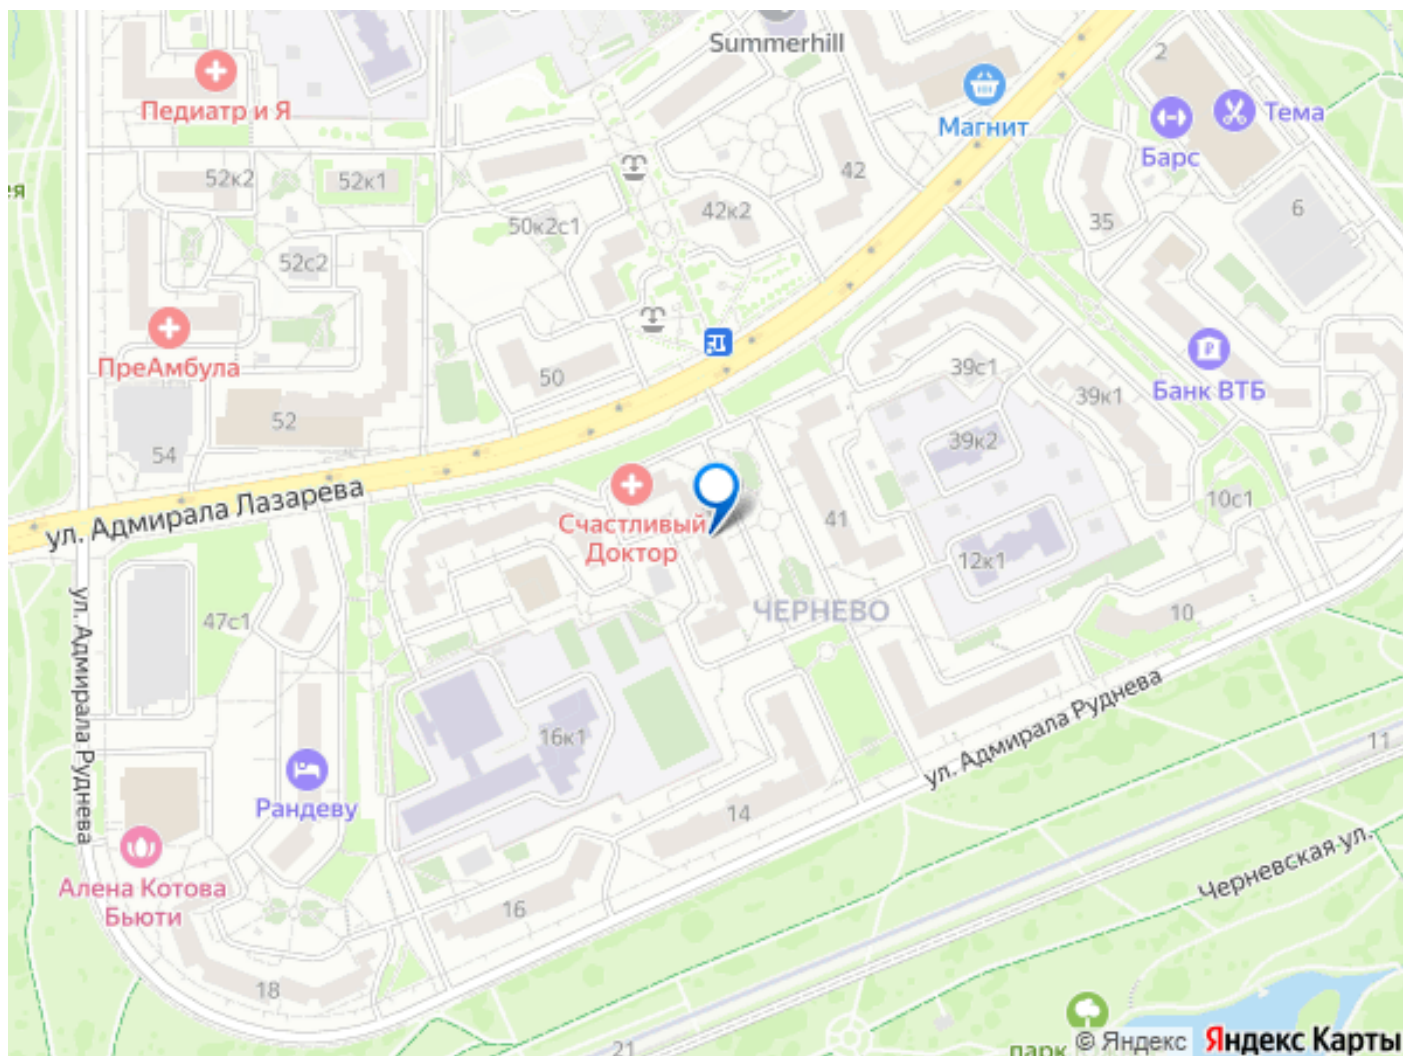 Summerhill
2
Педиатр и Я
Магнит
Тема
Барс
ея
52к2
52к1
42
50к2с1
42к2
35
6
52с2
ПреАмбула
50
39с1
39к1
Банк ВТБ
52
54
39к2
ул. Адмирала Лазарева
Счастливый
Доктор
41
10с1
12к1
ул. Адмирала Руднева
47с1
ЧЕРНЕВО
10
ул. Адмирала Руднева
16к1
11
Рандеву
14
Черневская ул.
Алена Котова
Бьюти
16
18
21
парк
© Яндекс
Яндекс Карты